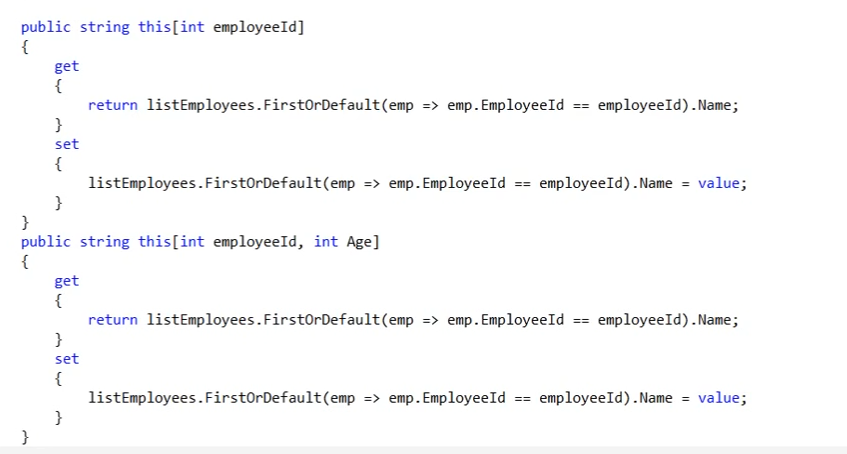 public string this[int employeeId]
{
    get
    {
        return listEmployees.FirstOrDefault(emp => emp.EmployeeId == employeeId).Name;
    }
    set
    {
        listEmployees.FirstOrDefault(emp => emp.EmployeeId == employeeId).Name = value;
    }
}
public string this[int employeeId, int Age]
{
    get
    {
        return listEmployees.FirstOrDefault(emp => emp.EmployeeId == employeeId).Name;
    }
    set
    {
        listEmployees.FirstOrDefault(emp => emp.EmployeeId == employeeId).Name = value;
    }
}